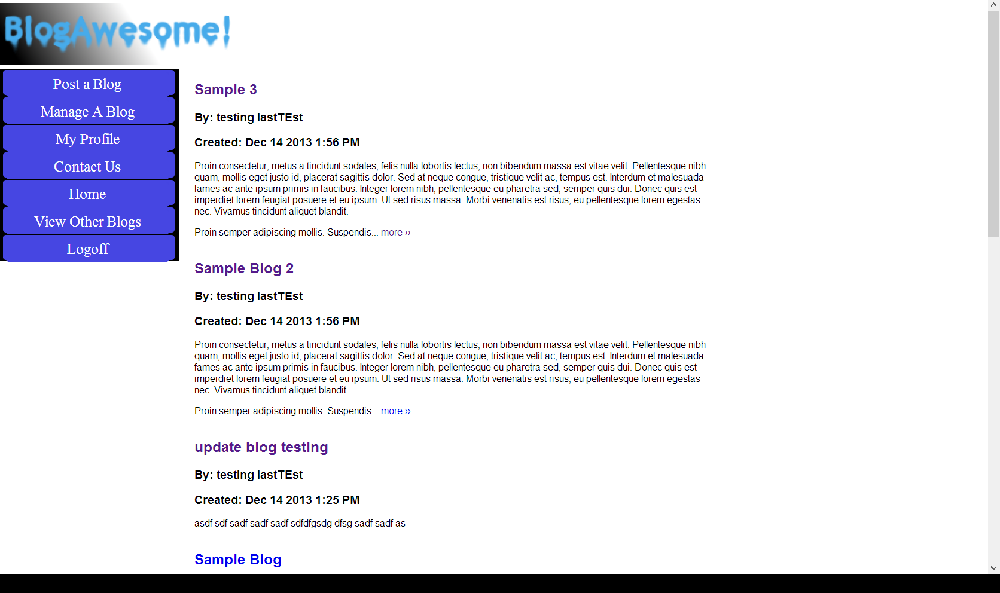 BlogAwesome!
Post a Blog
Manage A Blog
My Profile
Contact Us
Home
View Other Blogs
Logoff
Sample 3
By: testing lastTEst
Created: Dec 14 2013 1:56 PM
Proin consectetur, metus a tincidunt sodales, felis nulla lobortis lectus, non bibendum massa est vitae velit. Pellentesque nibh
quam, mollis eget justo id, placerat sagittis dolor. Sed at neque congue, tristique velit ac, tempus est. Interdum et malesuada
fames ac ante ipsum primis in faucibus. Integer lorem nibh, pellentesque eu pharetra sed, semper quis dui. Donec quis est
imperdiet lorem feugiat posuere et eu ipsum. Ut sed risus massa. Morbi venenatis est risus, eu pellentesque lorem egestas
nec. Vivamus tincidunt aliquet blandit.
Proin semper adipiscing mollis. Suspendis... more ››
Sample Blog 2
By: testing lastTEst
Created: Dec 14 2013 1:56 PM
Proin consectetur, metus a tincidunt sodales, felis nulla lobortis lectus, non bibendum massa est vitae velit. Pellentesque nibh
quam, mollis eget justo id, placerat sagittis dolor. Sed at neque congue, tristique velit ac, tempus est. Interdum et malesuada
fames ac ante ipsum primis in faucibus. Integer lorem nibh, pellentesque eu pharetra sed, semper quis dui. Donec quis est
imperdiet lorem feugiat posuere et eu ipsum. Ut sed risus massa. Morbi venenatis est risus, eu pellentesque lorem egestas
nec. Vivamus tincidunt aliquet blandit.
Proin semper adipiscing mollis. Suspendis... more ››
update blog testing
By: testing lastTEst
Created: Dec 14 2013 1:25 PM
asdf sdf sadf sadf sadf sdfdfgsdg dfsg sadf sadf as
Sample Blog